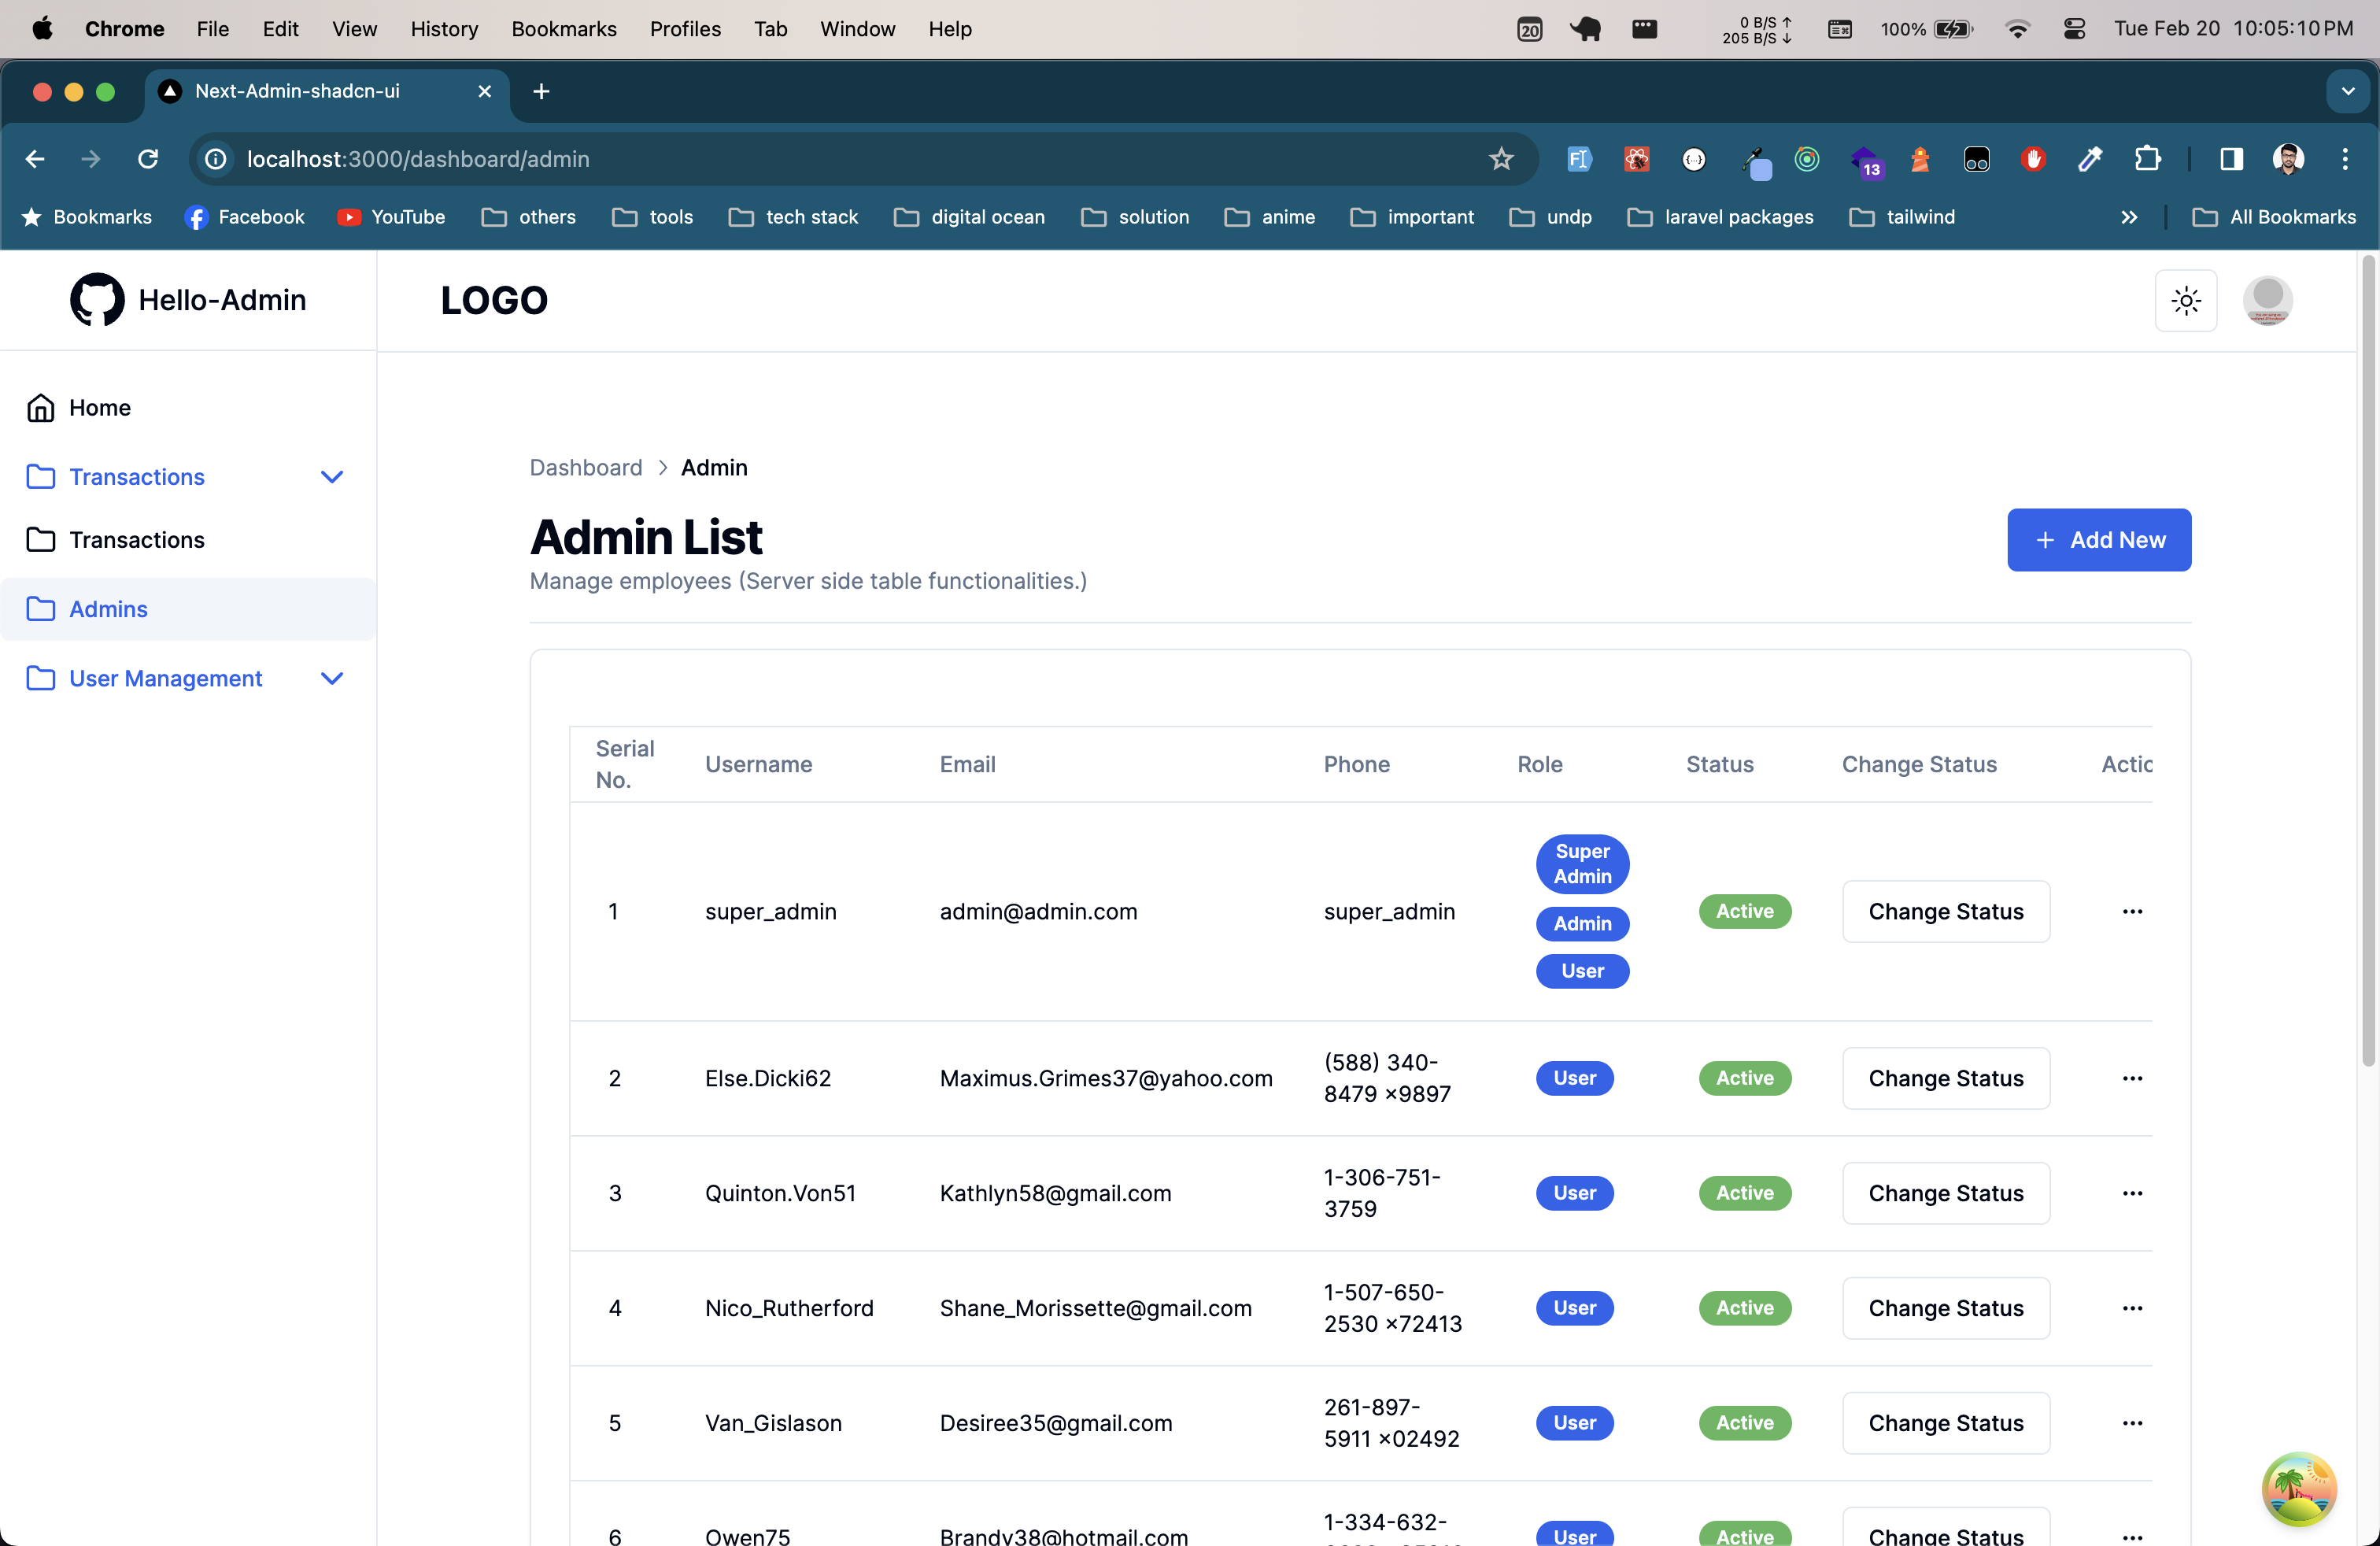 Chrome File Edit View History Bookmarks Profiles Tab Window Help 20 0 B/S ↑ 100% Tue Feb 20 10:05:10 PM
205 B/S ↓
Next-Admin-shadcn-ui
localhost:3000/dashboard/admin 13
Bookmarks Facebook YouTube others tools tech stack digital ocean solution anime important undp laravel packages tailwind All Bookmarks
Hello-Admin LOGO
Home
Transactions
Transactions
Admins
User Management
Dashboard > Admin
Admin List
Add New
Manage employees (Server side table functionalities.)
Serial No. Username Email Phone Role Status Change Status Actic
1 super_admin admin@admin.com super_admin Super Admin Admin User Active Change Status ...
2 Else.Dicki62 Maximus.Grimes37@yahoo.com (588) 340-8479 x9897 User Active Change Status ...
3 Quinton.Von51 Kathlyn58@gmail.com 1-306-751-3759 User Active Change Status ...
4 Nico_Rutherford Shane_Morissette@gmail.com 1-507-650-2530 x72413 User Active Change Status ...
5 Van_Gislason Desiree35@gmail.com 261-897-5911 x02492 User Active Change Status ...
6 Owen75 Brandy38@hotmail.com 1-334-632- User Active Change Status ...